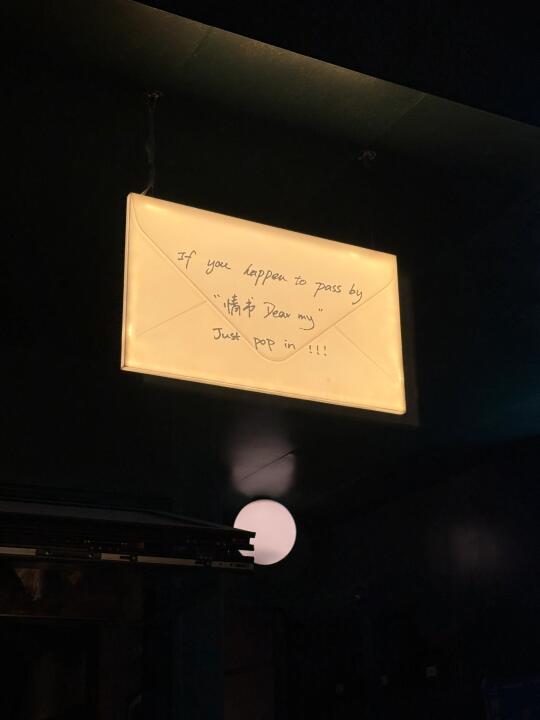 If you happen to pass by
"情书 Dear my"
Just pop in !!!